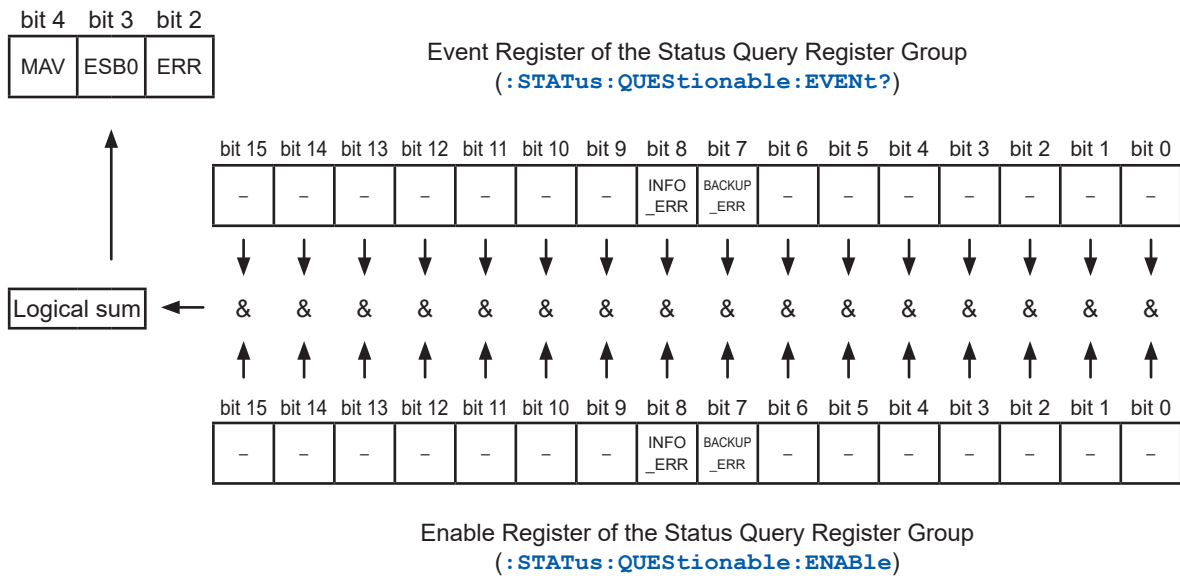 bit 4 bit 3 bit 2
MAV ESB0 ERR
Event Register of the Status Query Register Group
(:STATus:QUEStionable:EVENt?)
bit 15 bit 14 bit 13 bit 12 bit 11 bit 10 bit 9 bit 8 bit 7 bit 6 bit 5 bit 4 bit 3 bit 2 bit 1 bit 0
– – – – – – – INFO _ERR BACKUP _ERR – – – – – – –
Logical sum & & & & & & & & & & & & & & & &
bit 15 bit 14 bit 13 bit 12 bit 11 bit 10 bit 9 bit 8 bit 7 bit 6 bit 5 bit 4 bit 3 bit 2 bit 1 bit 0
– – – – – – – INFO _ERR BACKUP _ERR – – – – – – –
Enable Register of the Status Query Register Group
(:STATus:QUEStionable:ENABle)